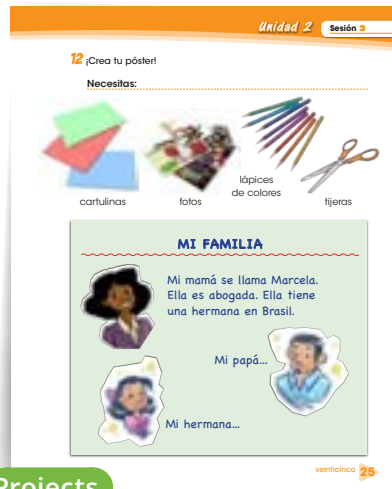 Unidad 2 Sesión 3
12 ¡Crea tu póster!
Necesitas:
cartulinas
fotos
lápices
de colores
tijeras
MI FAMILIA
Mi mamá se llama Marcela.
Ella es abogada. Ella tiene
una hermana en Brasil.
Mi papá...
Mi hermana...
veinticinco 25
Projects